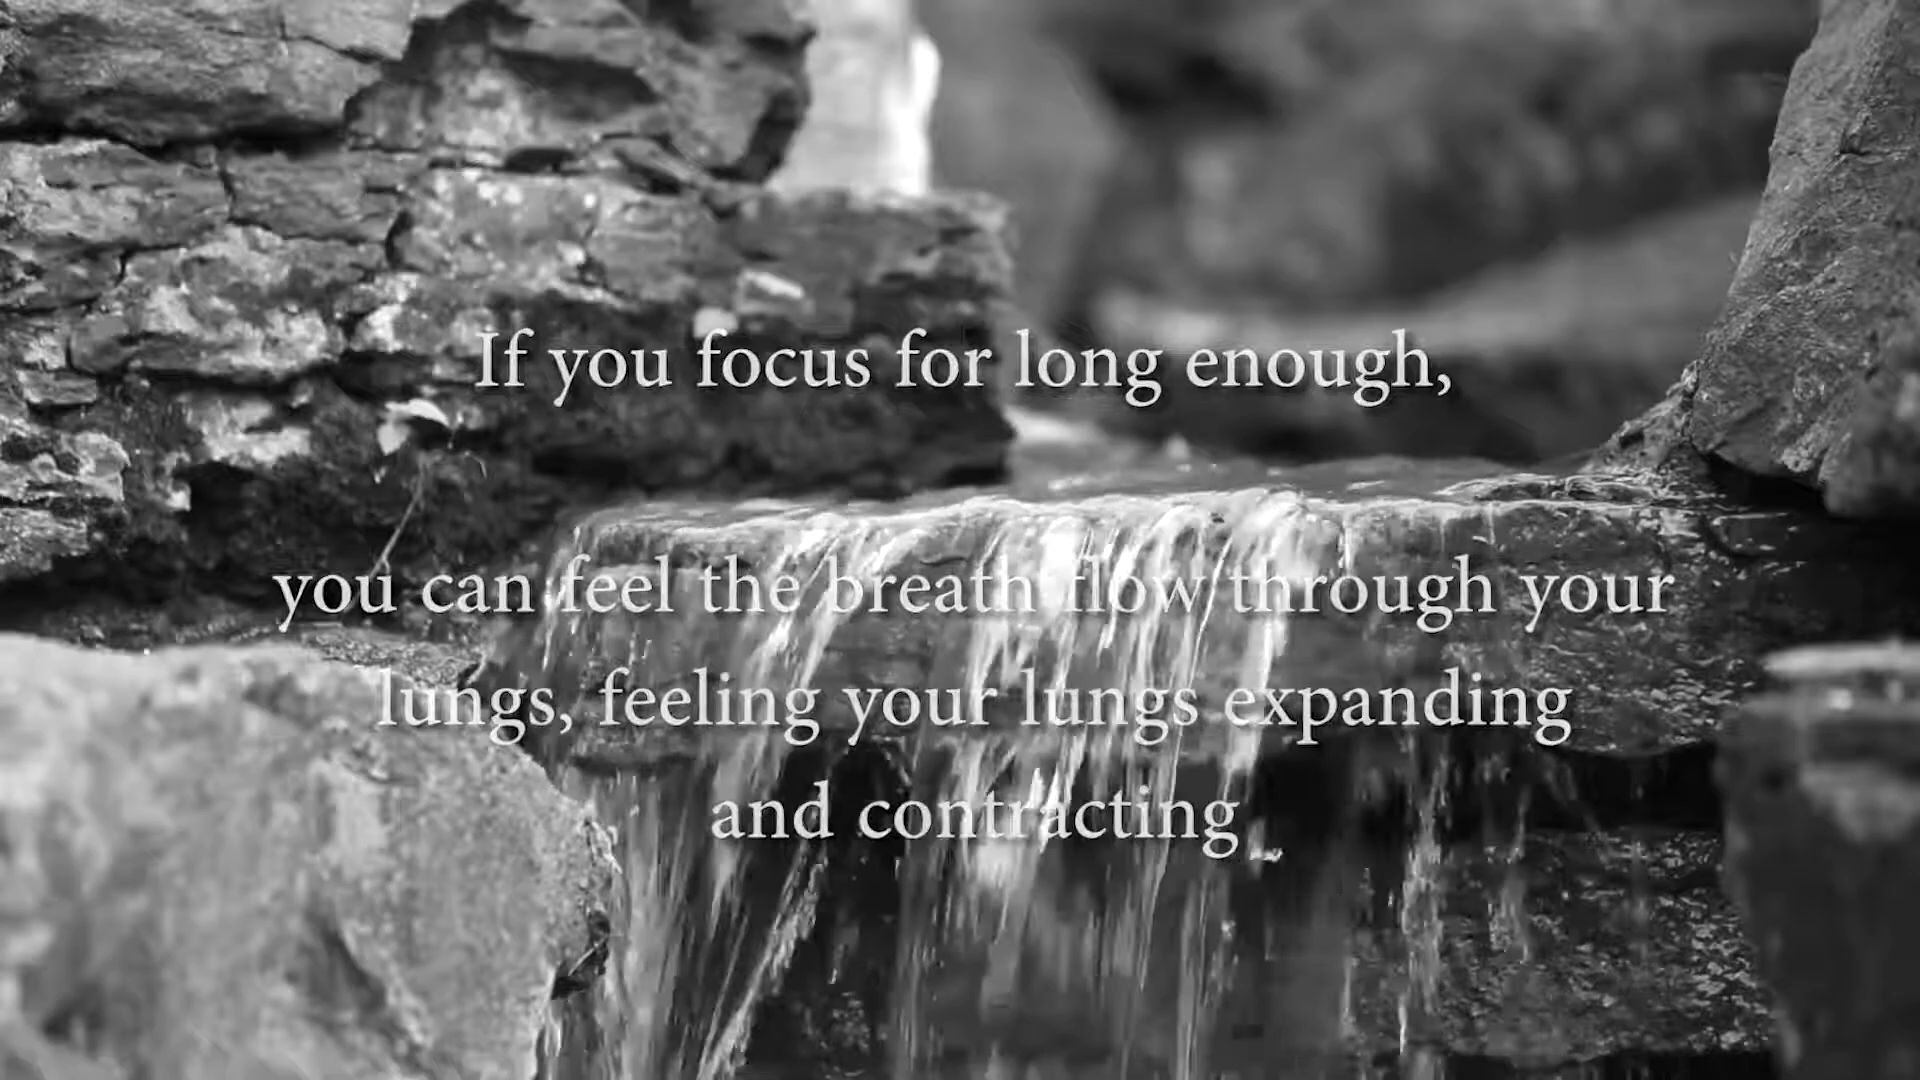 If you focus for long enough,
you can feel the breath flow through your
lungs, feeling your lungs expanding
and contracting